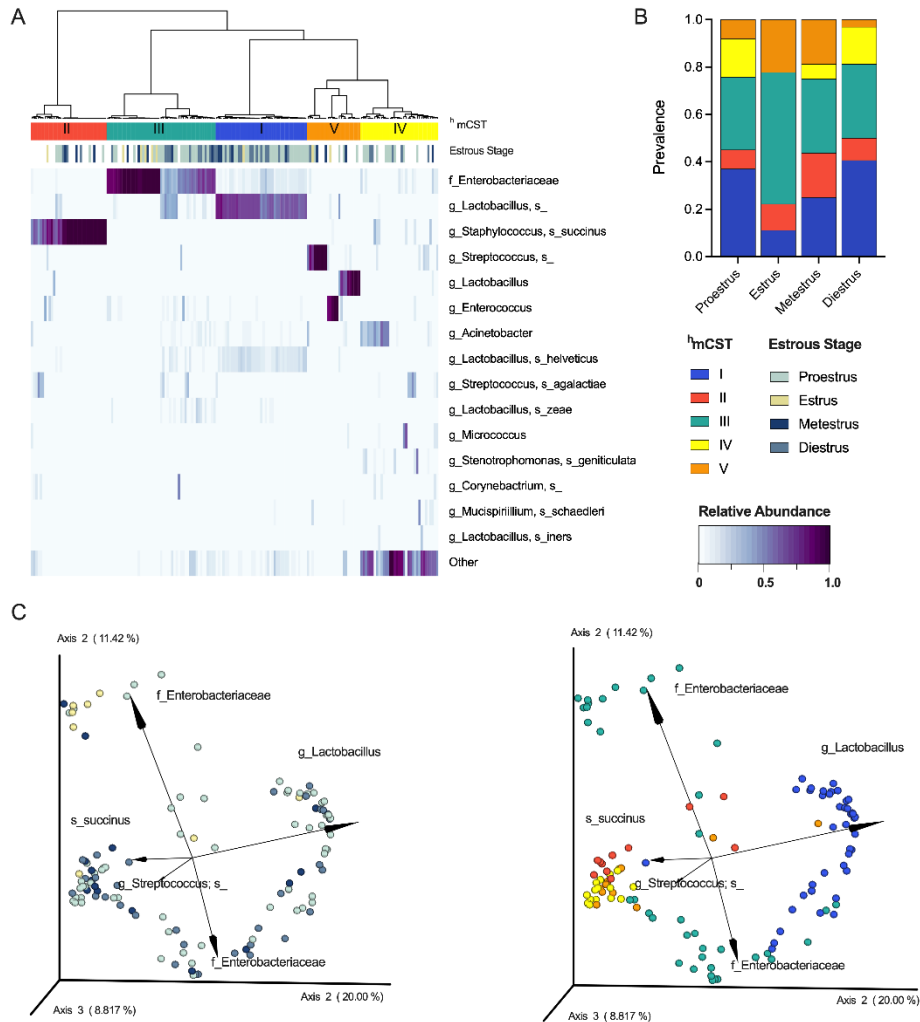 A
II
III
I
V
IV
ʰmCST
Estrous Stage
f_Enterobacteriaceae
g_Lactobacillus, s_
g_Staphylococcus, s_succinus
g_Streptococcus, s_
g_Lactobacillus
g_Enterococcus
g_Acinetobacter
g_Lactobacillus, s_helveticus
g_Streptococcus, s_agalactiae
g_Lactobacillus, s_zeae
g_Micrococcus
g_Stenotrophomonas, s_geniticulata
g_Corynebactrium, s_
g_Mucispiriillium, s_schaedleri
g_Lactobacillus, s_iners
Other
B
Prevalence
1.0
0.8
0.6
0.4
0.2
0.0
Proestrus
Estrus
Metestrus
Diestrus
ʰmCST
I
II
III
IV
V
Estrous Stage
Proestrus
Estrus
Metestrus
Diestrus
Relative Abundance
0
0.5
1.0
C
Axis 2 ( 11.42 %)
f_Enterobacteriaceae
g_Lactobacillus
s_succinus
g_Streptococcus; s_
f_Enterobacteriaceae
Axis 2 ( 20.00 %)
Axis 3 ( 8.817 %)
Axis 2 ( 11.42 %)
f_Enterobacteriaceae
g_Lactobacillus
s_succinus
g_Streptococcus; s_
f_Enterobacteriaceae
Axis 2 ( 20.00 %)
Axis 3 ( 8.817 %)